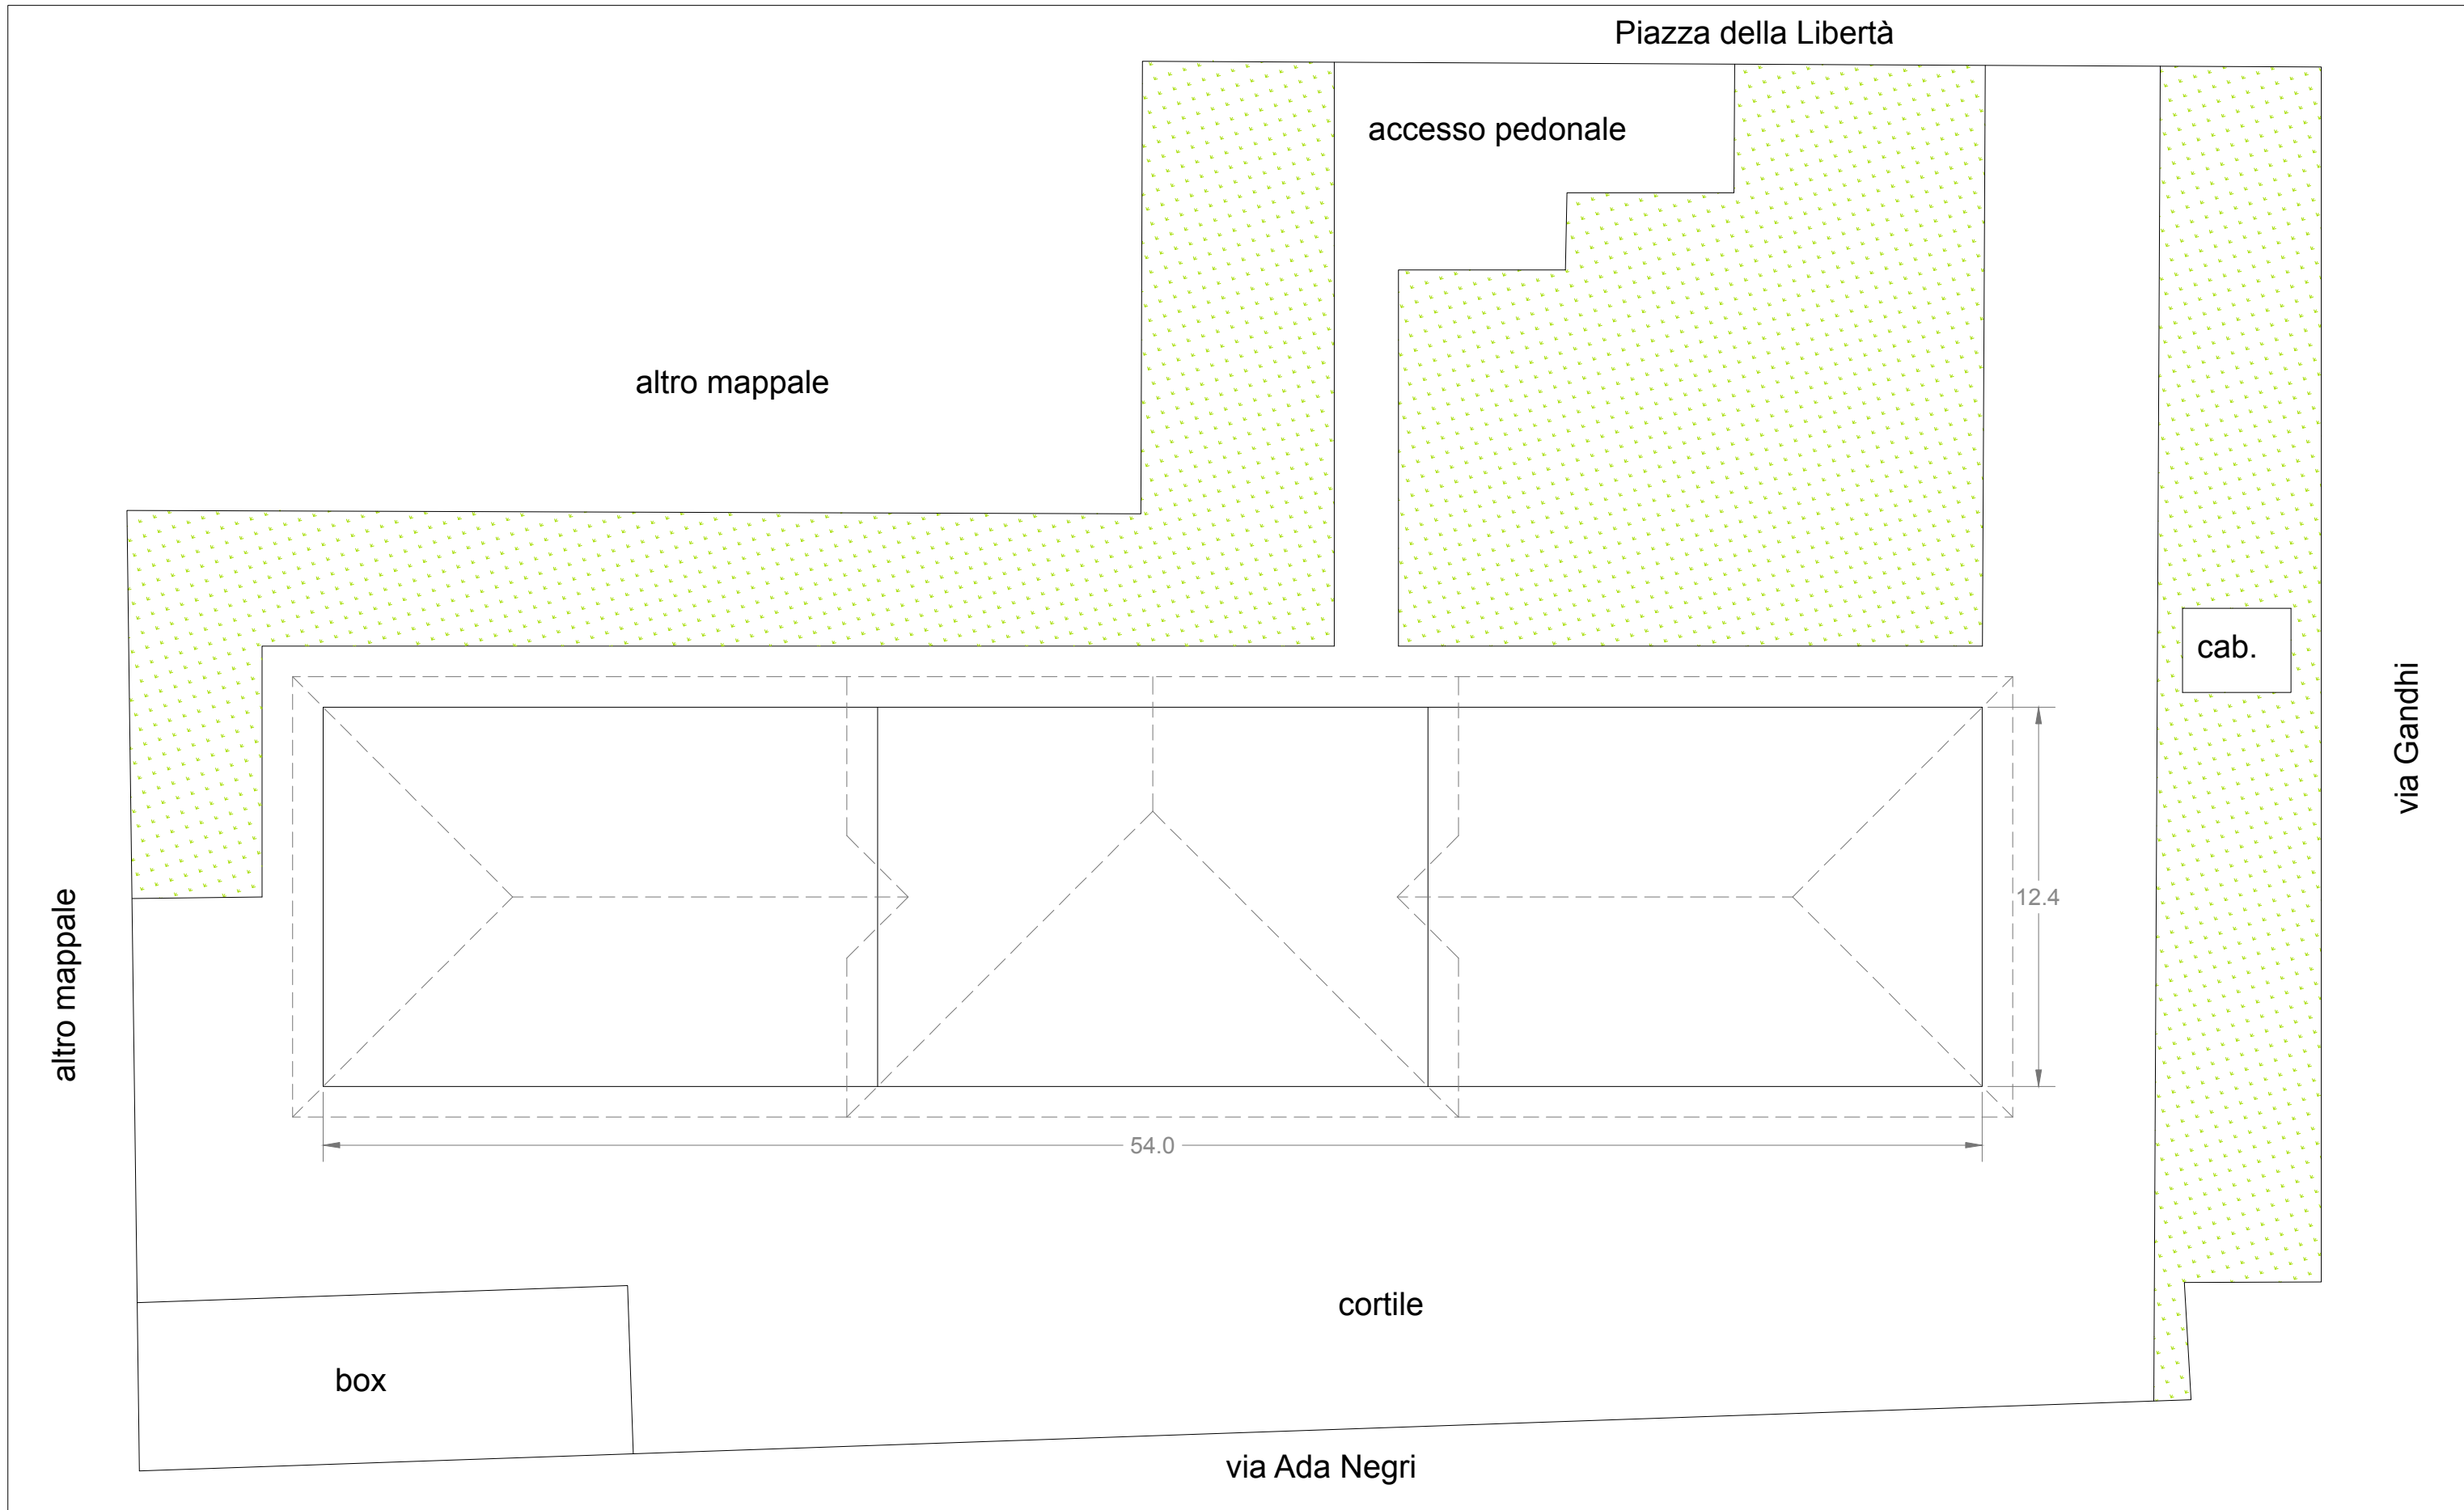 Piazza della Libertà
accesso pedonale
altro mappale
cab.
via Gandhi
12.4
altro mappale
54.0
cortile
box
via Ada Negri